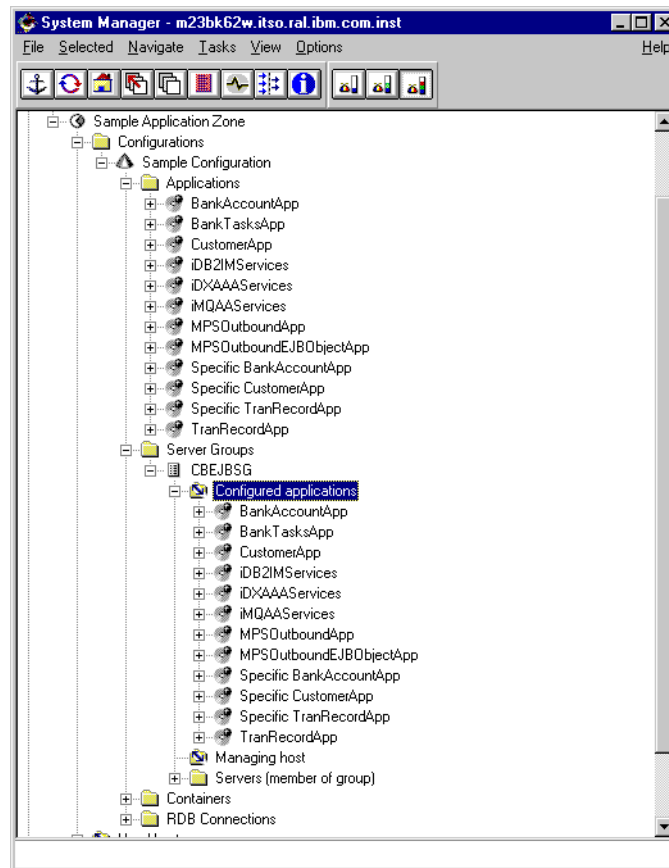 System Manager - m23bk62w.itso.ral.ibm.com.inst
File Selected Navigate Tasks View Options Help
Sample Application Zone
Configurations
Sample Configuration
Applications
BankAccountApp
BankTasksApp
CustomerApp
iDB2IMServices
iDXAAAServices
iMQAAServices
MPSOutboundApp
MPSOutboundEJBObjectApp
Specific BankAccountApp
Specific CustomerApp
Specific TranRecordApp
TranRecordApp
Server Groups
CBEJBSG
Configured applications
BankAccountApp
BankTasksApp
CustomerApp
iDB2IMServices
iDXAAAServices
iMQAAServices
MPSOutboundApp
MPSOutboundEJBObjectApp
Specific BankAccountApp
Specific CustomerApp
Specific TranRecordApp
TranRecordApp
Managing host
Servers (member of group)
Containers
RDB Connections